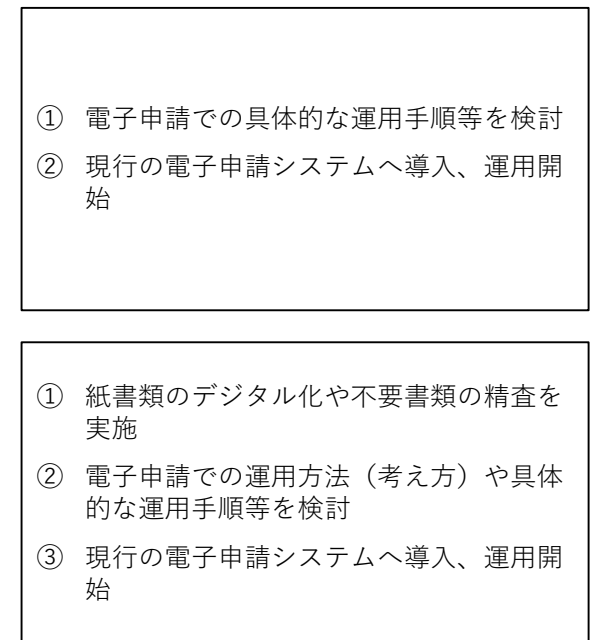 ① 電子申請での具体的な運用手順等を検討
② 現行の電子申請システムへ導入、運用開
始
① 紙書類のデジタル化や不要書類の精査を
実施
② 電子申請での運用方法（考え方）や具体
的な運用手順等を検討
③ 現行の電子申請システムへ導入、運用開
始